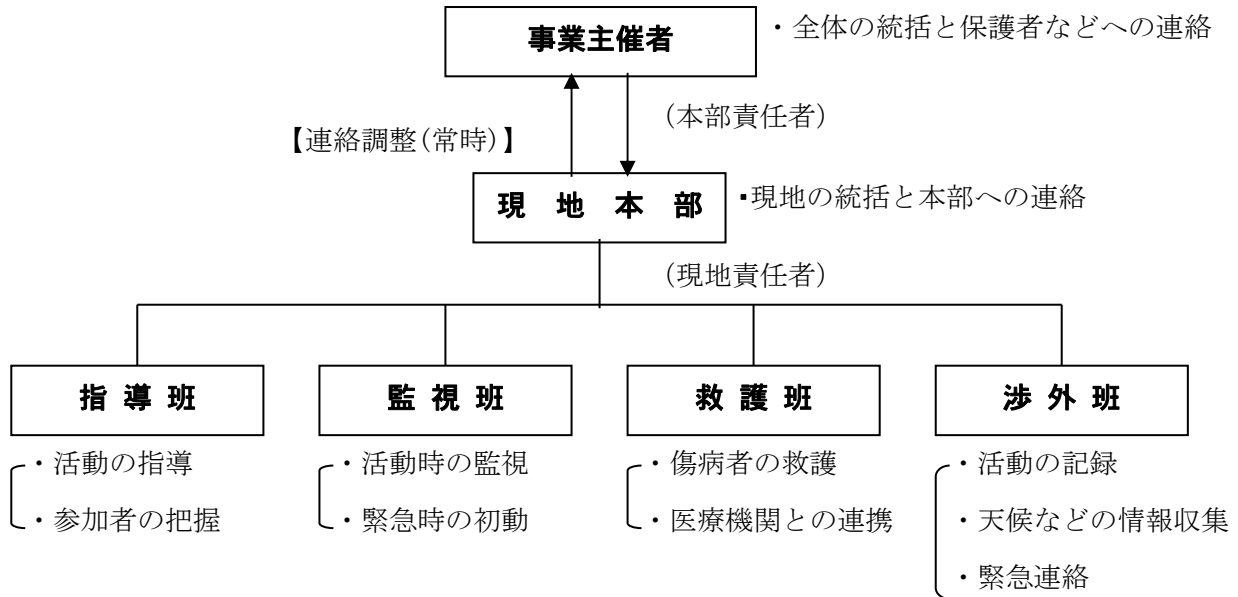 事業主催者
・全体の統括と保護者などへの連絡
(本部責任者)
【連絡調整(常時)】
現 地 本 部
▪現地の統括と本部への連絡
(現地責任者)
指 導 班
監 視 班
救 護 班
渉 外 班
・活動の指導
・参加者の把握
・活動時の監視
・緊急時の初動
・傷病者の救護
・医療機関との連携
・活動の記録
・天候などの情報収集
・緊急連絡